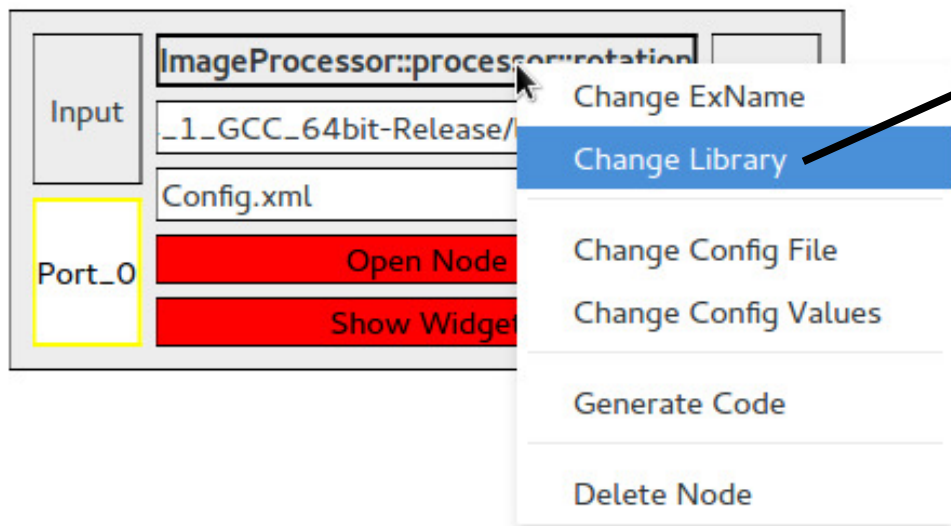 ImageProcessor::processor::rotation
Input
_1_GCC_64bit-Release/
Config.xml
Port_0
Open Node
Show Widget
Change ExName
Change Library
Change Config File
Change Config Values
Generate Code
Delete Node